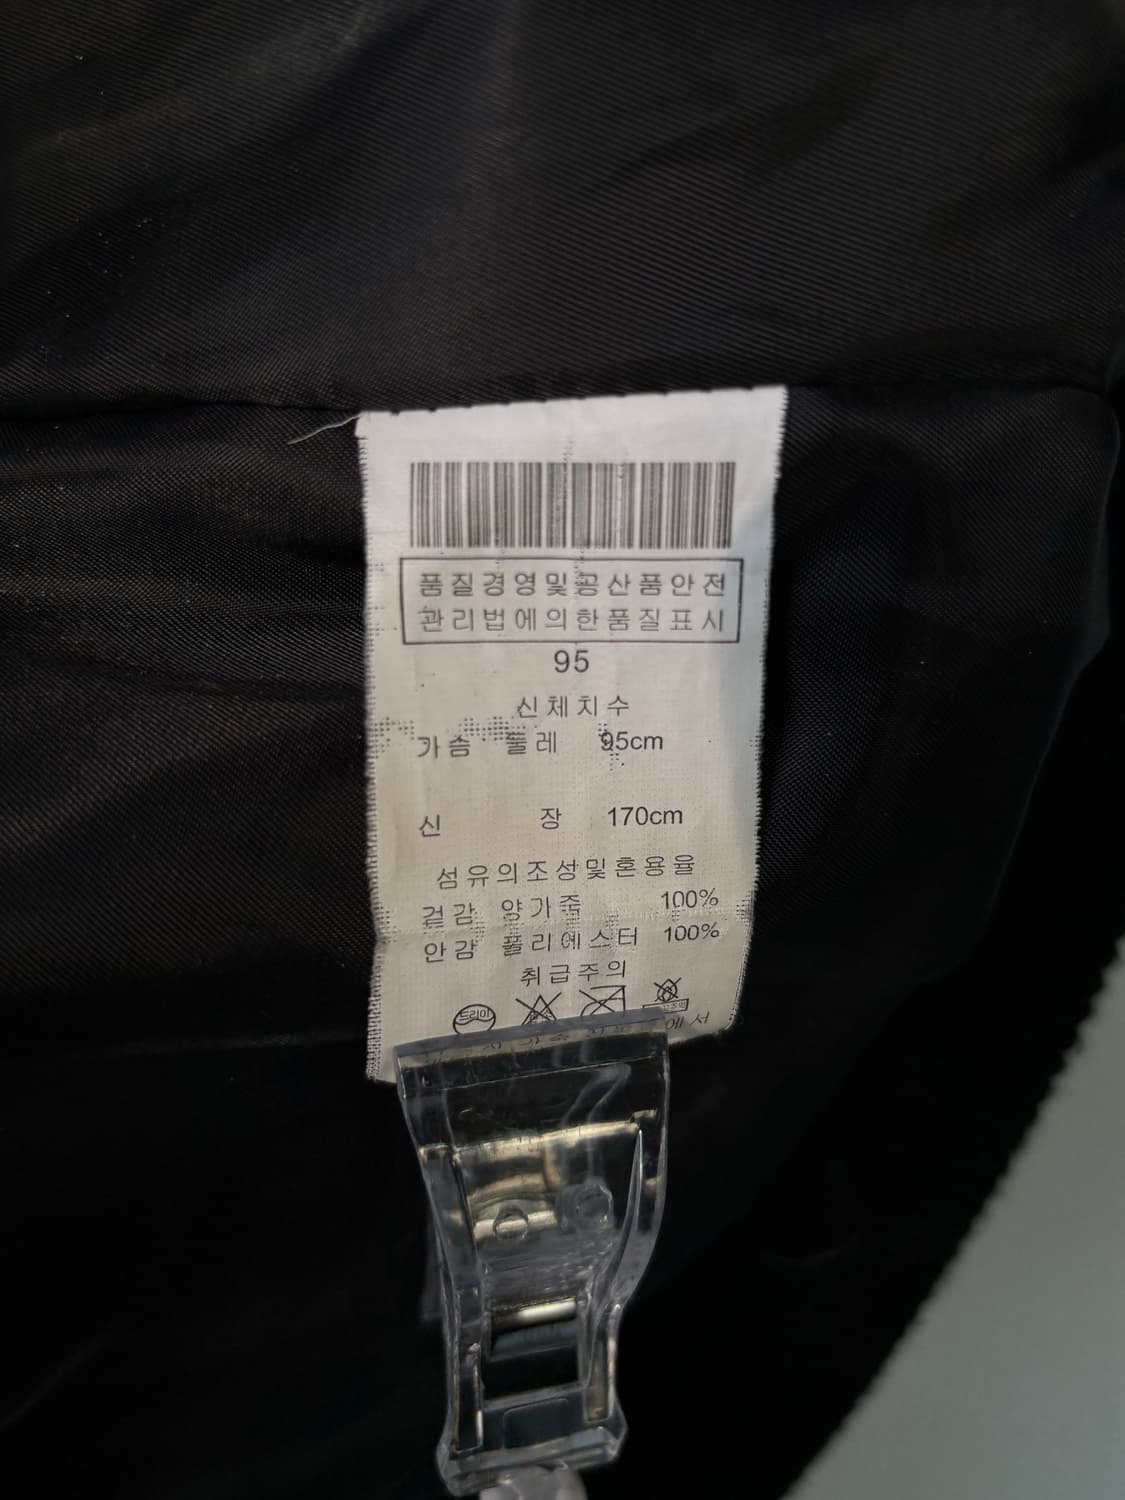 품질경영및공산품안전
관리법에의한품질표시
95
신체치수
가슴 둘레 95cm
신 장 170cm
섬유의조성및혼용율
겉감 양가죽 100%
안감 폴리에스터 100%
취급주의
드라이
에서